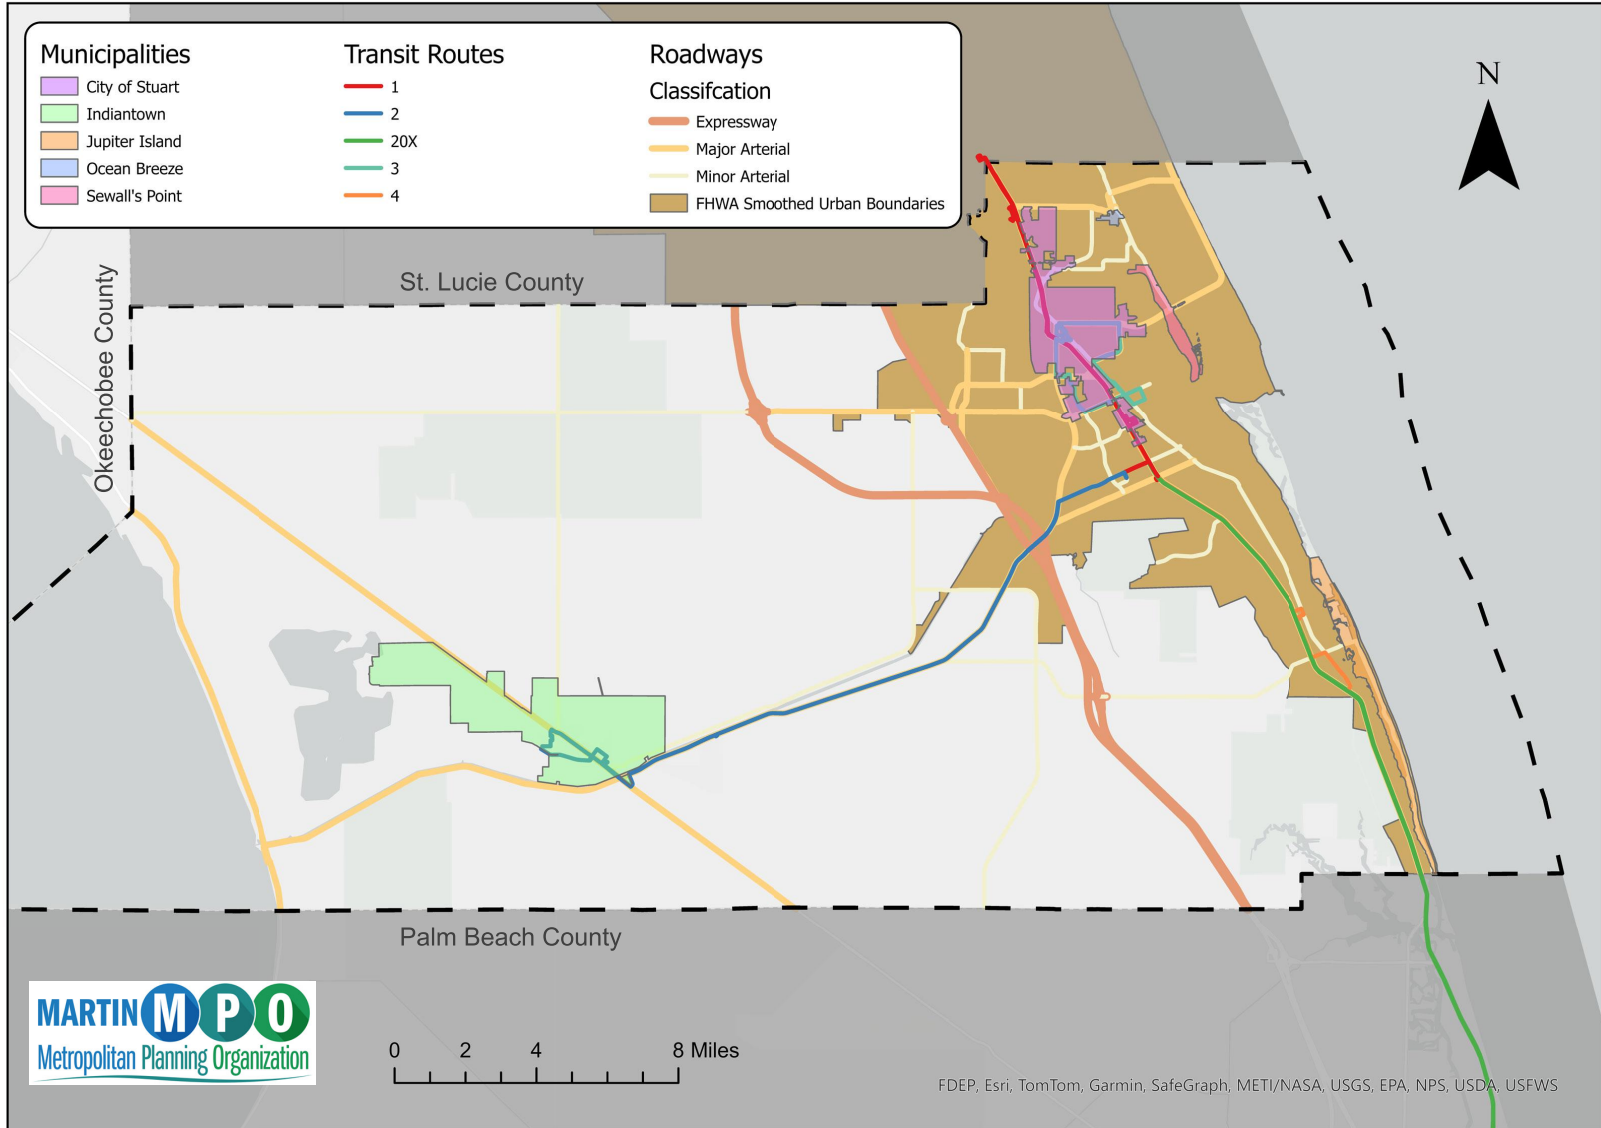 Municipalities
City of Stuart
Indiantown
Jupiter Island
Ocean Breeze
Sewall's Point
Transit Routes
1
2
20X
3
4
Roadways
Classifcation
Expressway
Major Arterial
Minor Arterial
FHWA Smoothed Urban Boundaries
N
St. Lucie County
Okeechobee County
Palm Beach County
MARTIN MPO
Metropolitan Planning Organization
0 2 4 8 Miles
FDEP, Esri, TomTom, Garmin, SafeGraph, METI/NASA, USGS, EPA, NPS, USDA, USFWS